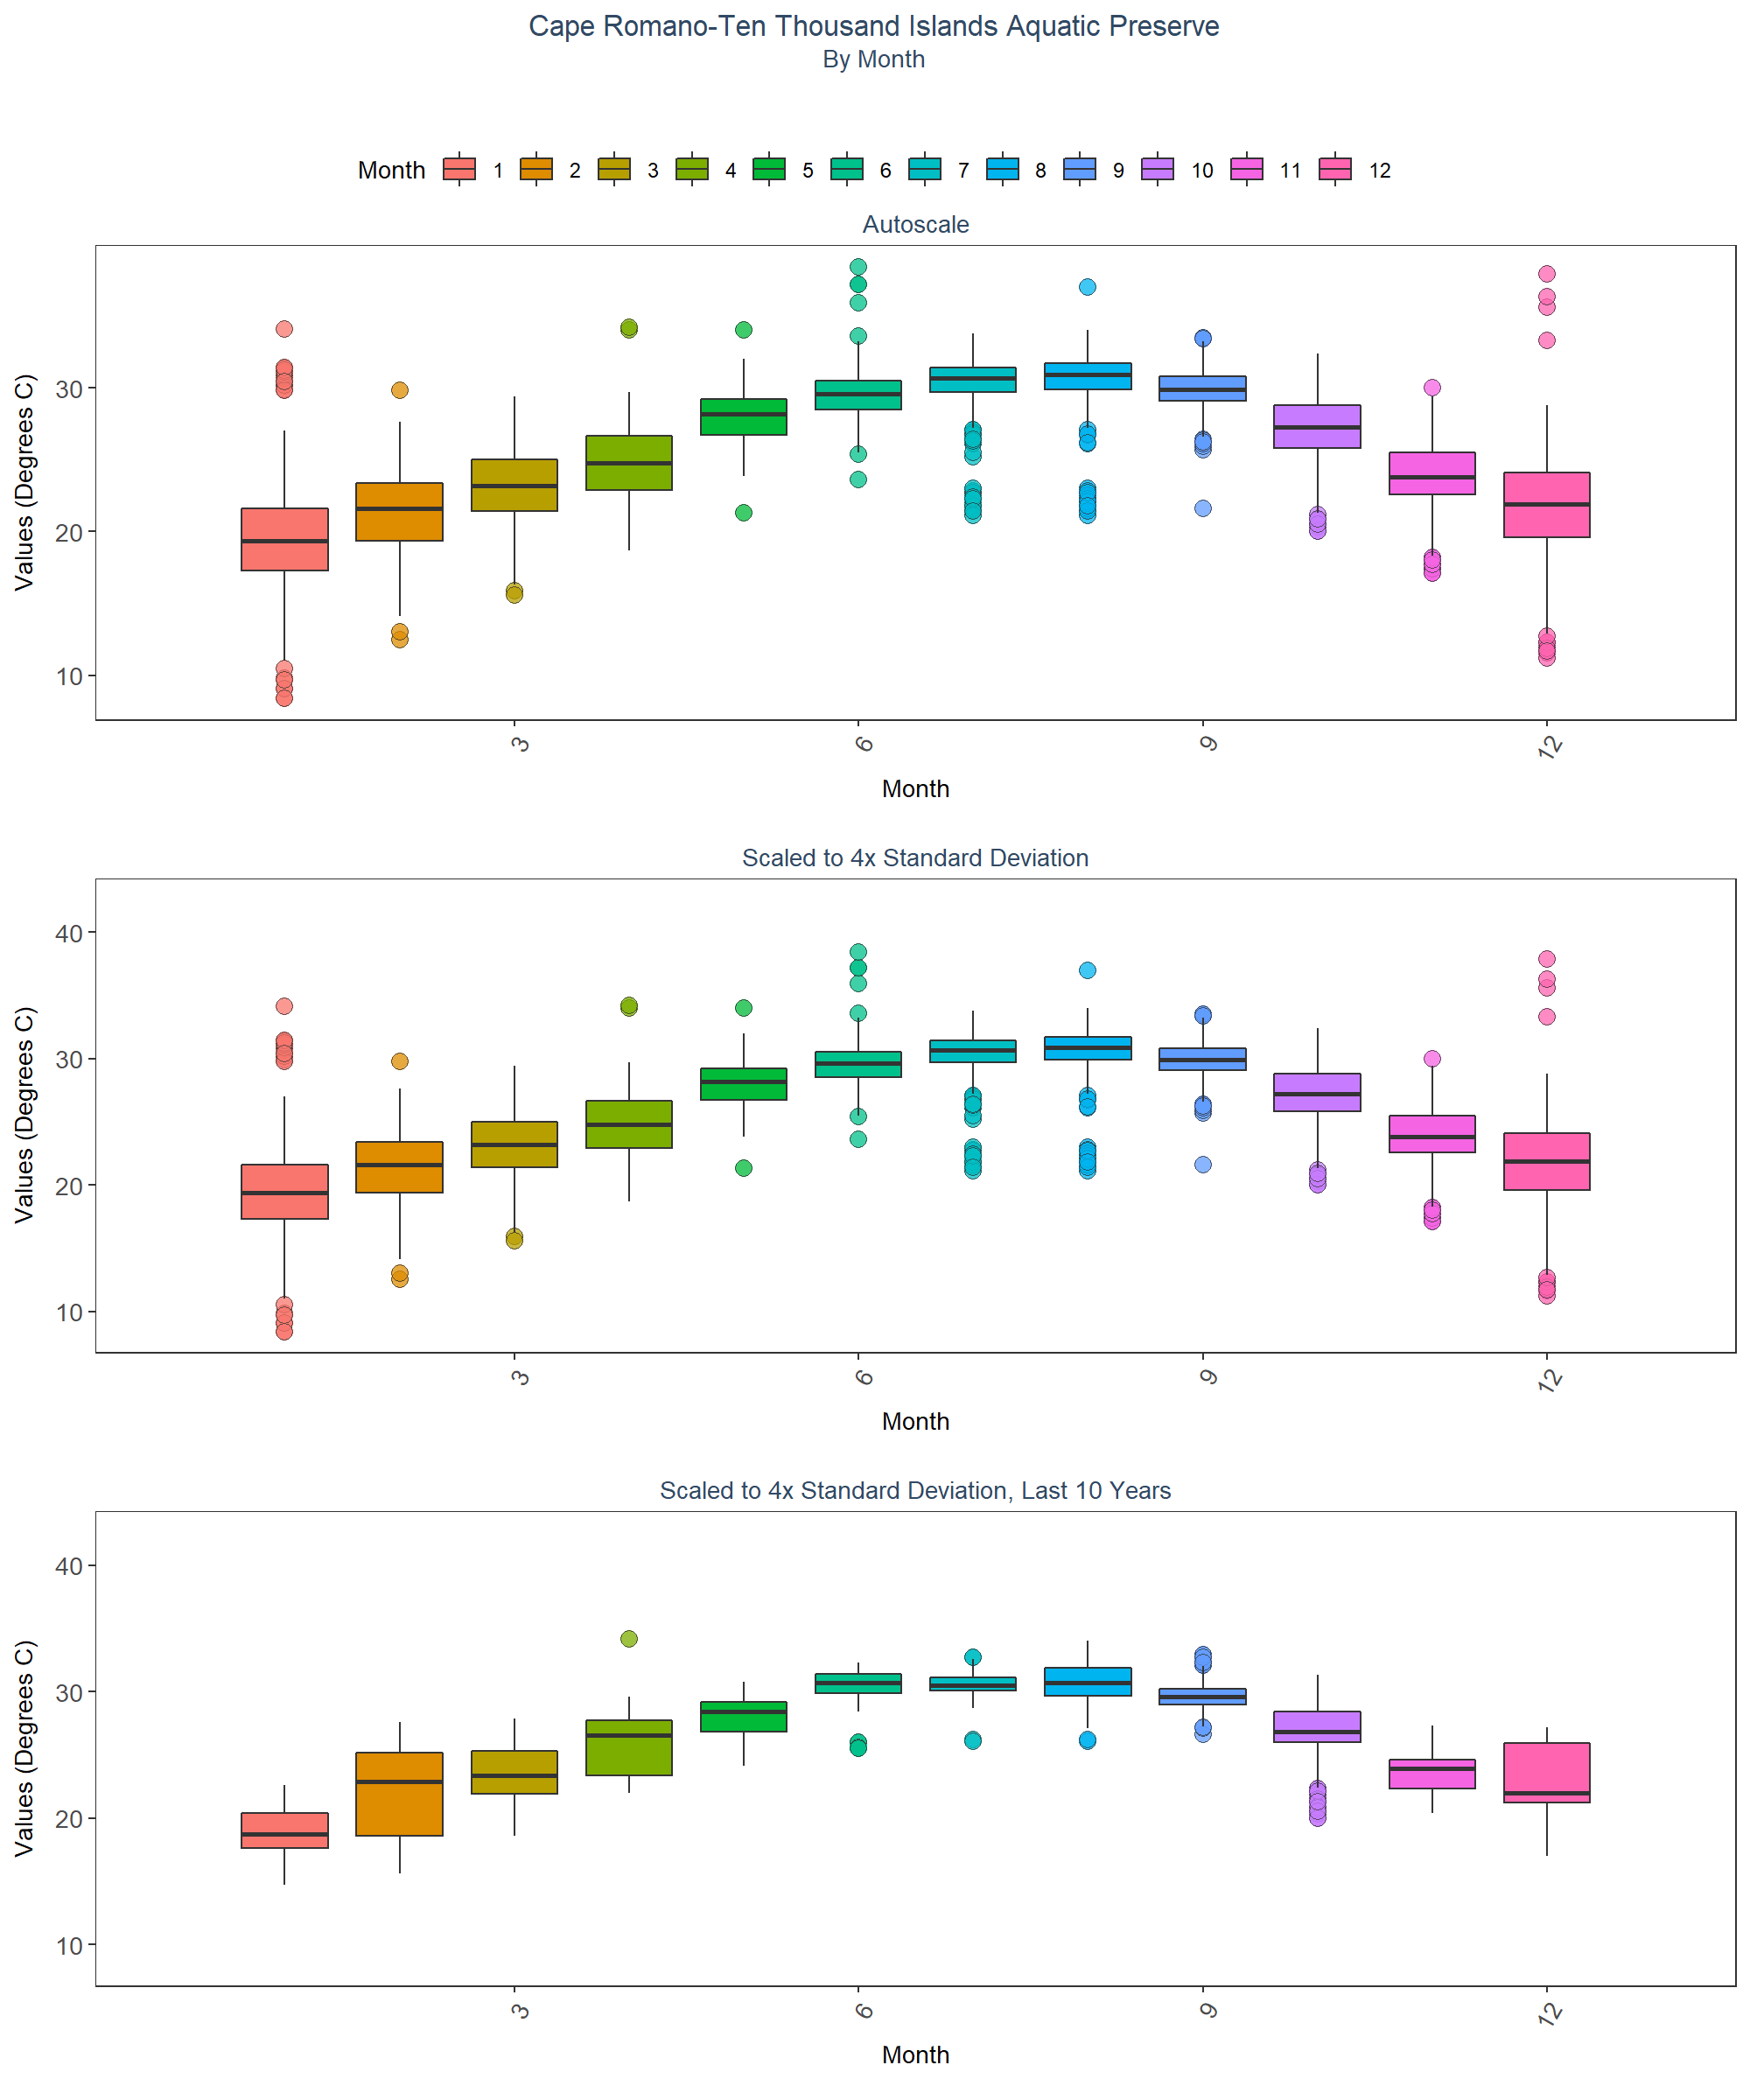 Cape Romano-Ten Thousand Islands Aquatic Preserve
By Month
Month 1 2 3 4 5 6 7 8 9 10 11 12
Autoscale
Values (Degrees C)
30
20
10
3 6 9 12
Month
Scaled to 4x Standard Deviation
Values (Degrees C)
40
30
20
10
3 6 9 12
Month
Scaled to 4x Standard Deviation, Last 10 Years
Values (Degrees C)
40
30
20
10
3 6 9 12
Month